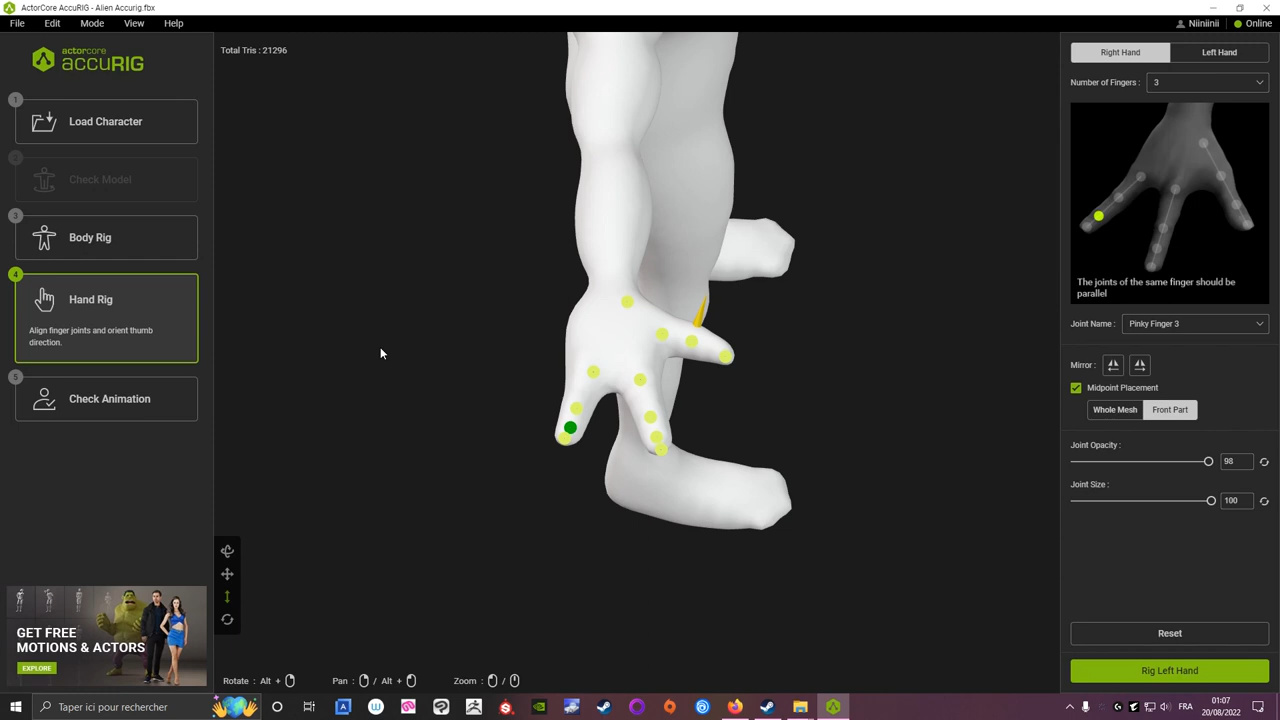 ActorCore AccuRIG - Alien Accurig.fbx
File Edit Mode View Help
Niiniinii Online
actorcore
accuRIG
1
Load Character
2
Check Model
3
Body Rig
4
Hand Rig
Align finger joints and orient thumb
direction.
5
Check Animation
GET FREE
MOTIONS & ACTORS
EXPLORE
Total Tris : 21296
Rotate : Alt + Pan : / Alt + Zoom : /
Right Hand Left Hand
Number of Fingers : 3
The joints of the same finger should be
parallel
Joint Name : Pinky Finger 3
Mirror :
Midpoint Placement
Whole Mesh Front Part
Joint Opacity :
98
Joint Size :
100
Reset
Rig Left Hand
Taper ici pour rechercher
FRA
01:07
20/08/2022